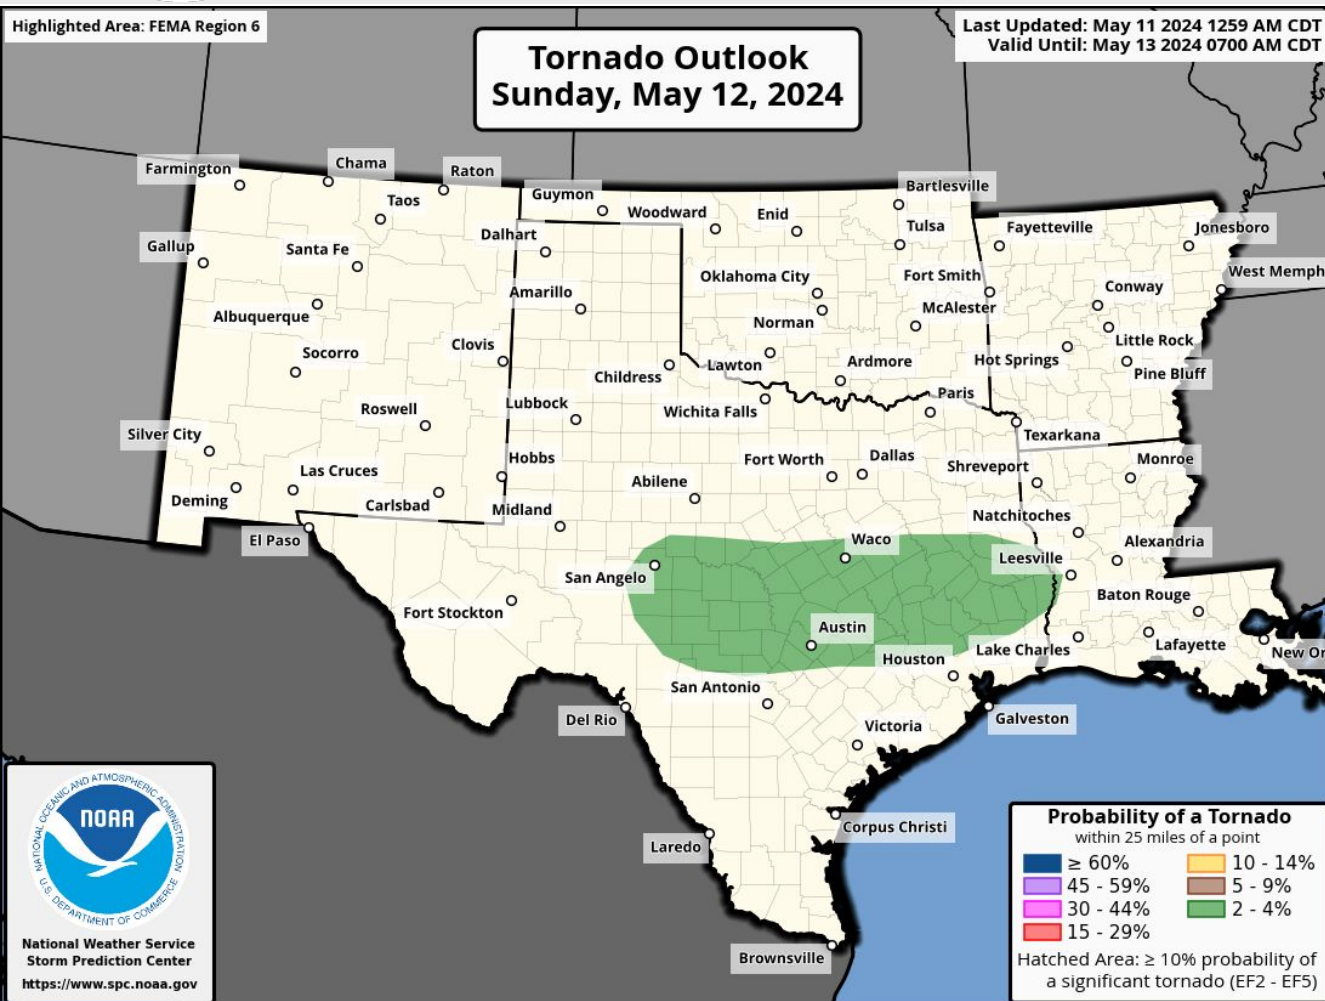 Highlighted Area: FEMA Region 6
Last Updated: May 11 2024 1259 AM CDT
Valid Until: May 13 2024 0700 AM CDT
Tornado Outlook
Sunday, May 12, 2024
Farmington
Chama
Raton
Taos
Guymon
Woodward
Enid
Bartlesville
Tulsa
Fayetteville
Jonesboro
Gallup
Santa Fe
Dalhart
Oklahoma City
Fort Smith
West Memph
Amarillo
Conway
Albuquerque
Norman
McAlester
Little Rock
Socorro
Clovis
Childress
Lawton
Ardmore
Hot Springs
Pine Bluff
Roswell
Lubbock
Wichita Falls
Paris
Texarkana
Silver City
Las Cruces
Hobbs
Fort Worth
Dallas
Shreveport
Monroe
Deming
Carlsbad
Midland
Abilene
Natchitoches
El Paso
Waco
Leesville
Alexandria
San Angelo
Fort Stockton
Baton Rouge
Austin
Houston
Lake Charles
Lafayette
New Or
San Antonio
Del Rio
Victoria
Galveston
Laredo
Corpus Christi
Brownsville
NATIONAL OCEANIC AND ATMOSPHERIC ADMINISTRATION
NOAA
U.S. DEPARTMENT OF COMMERCE
National Weather Service
Storm Prediction Center
https://www.spc.noaa.gov
Probability of a Tornado
within 25 miles of a point
≥ 60%
10 - 14%
45 - 59%
5 - 9%
30 - 44%
2 - 4%
15 - 29%
Hatched Area: ≥ 10% probability of
a significant tornado (EF2 - EF5)